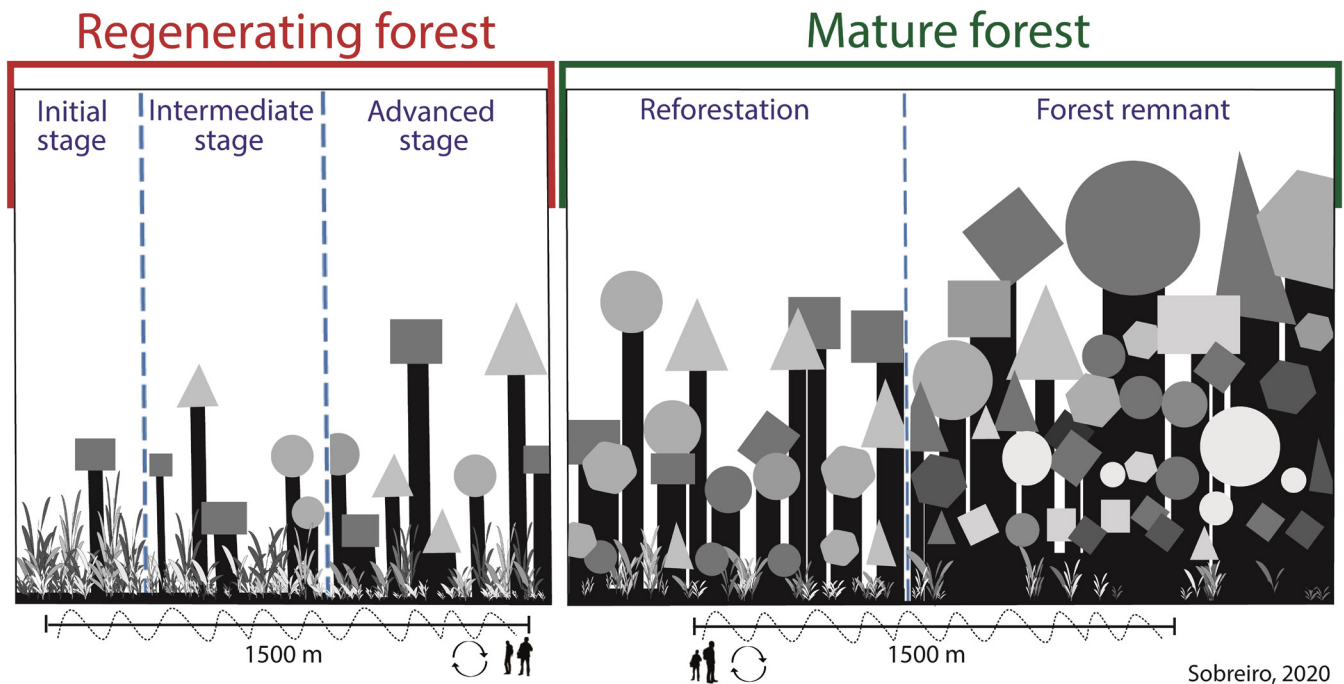 Regenerating forest
Mature forest
Initial
stage
Intermediate
stage
Advanced
stage
Reforestation
Forest remnant
1500 m
1500 m
Sobreiro, 2020